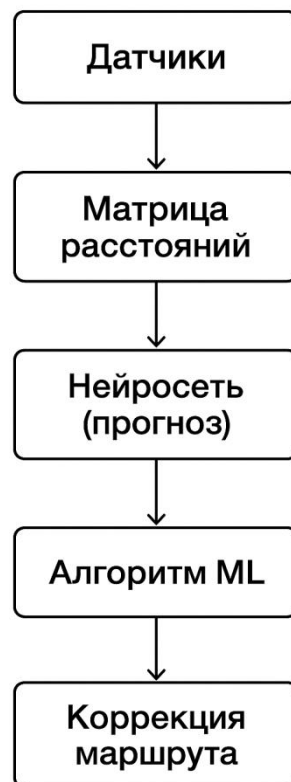 Датчики
Матрица
расстояний
Нейросеть
(прогноз)
Алгоритм ML
Коррекция
маршрута